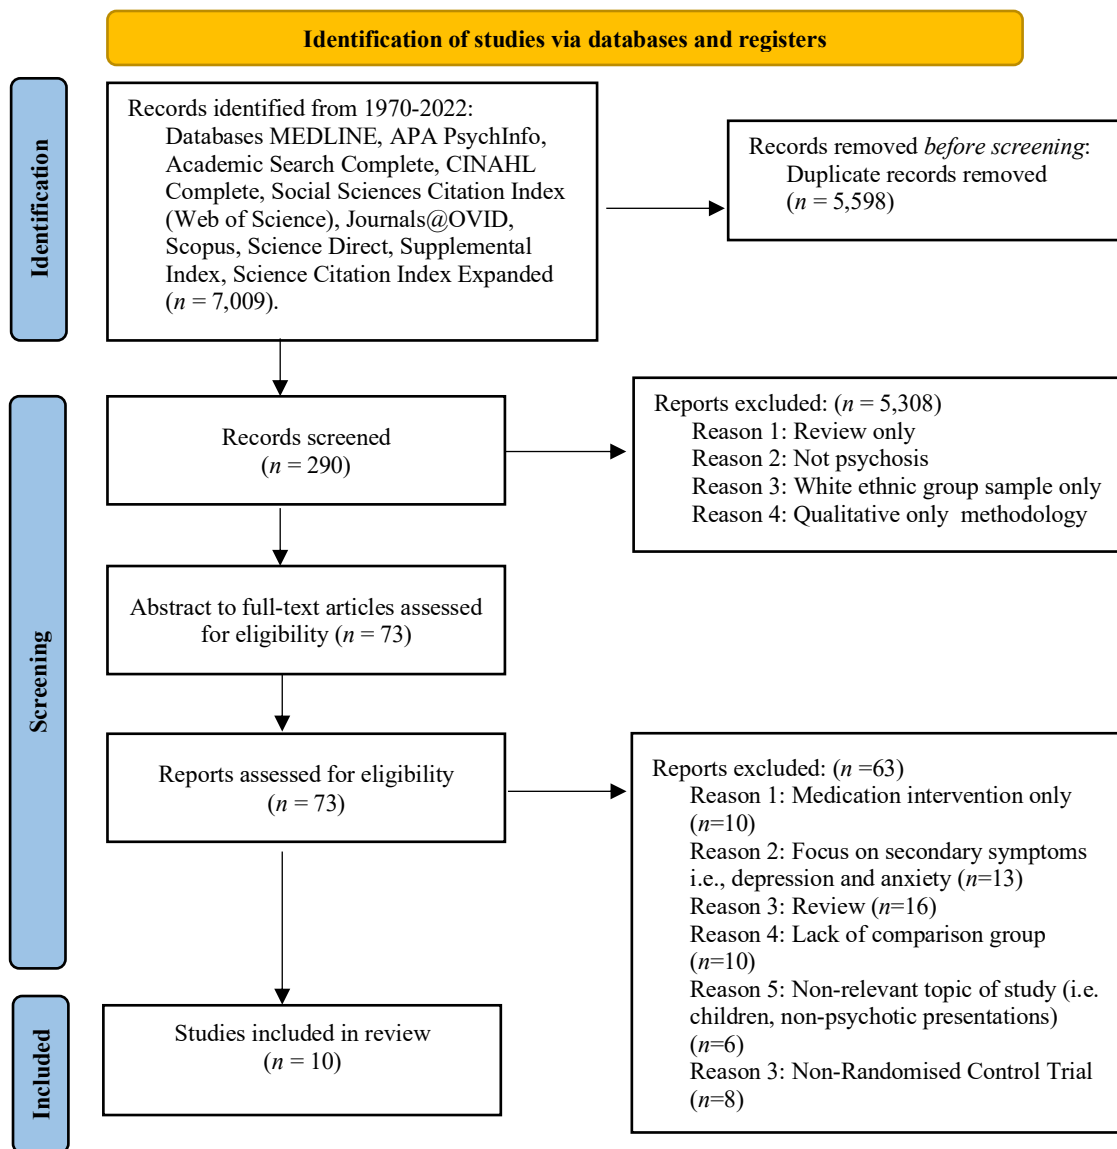 Identification of studies via databases and registers
Identification
Records identified from 1970-2022:
Databases MEDLINE, APA PsychInfo,
Academic Search Complete, CINAHL
Complete, Social Sciences Citation Index
(Web of Science), Journals@OVID,
Scopus, Science Direct, Supplemental
Index, Science Citation Index Expanded
(n = 7,009).
Records removed before screening:
Duplicate records removed
(n = 5,598)
Screening
Records screened
(n = 290)
Reports excluded: (n = 5,308)
Reason 1: Review only
Reason 2: Not psychosis
Reason 3: White ethnic group sample only
Reason 4: Qualitative only methodology
Abstract to full-text articles assessed
for eligibility (n = 73)
Reports assessed for eligibility
(n = 73)
Reports excluded: (n =63)
Reason 1: Medication intervention only
(n=10)
Reason 2: Focus on secondary symptoms
i.e., depression and anxiety (n=13)
Reason 3: Review (n=16)
Reason 4: Lack of comparison group
(n=10)
Reason 5: Non-relevant topic of study (i.e.
children, non-psychotic presentations)
(n=6)
Reason 3: Non-Randomised Control Trial
(n=8)
Included
Studies included in review
(n = 10)